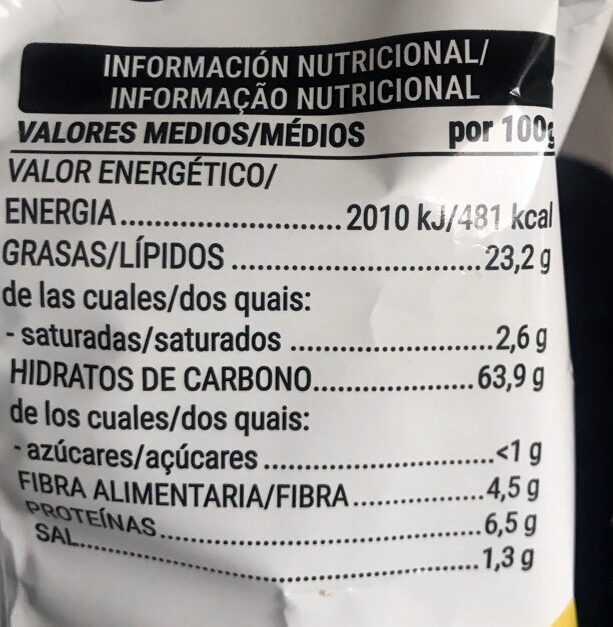 INFORMACIÓN NUTRICIONAL/
INFORMAÇÃO NUTRICIONAL
VALORES MEDIOS/MÉDIOS por 100g
VALOR ENERGÉTICO/
ENERGIA........................ 2010 kJ/481 kcal
GRASAS/LÍPIDOS ........................... 23,2 g
de las cuales/dos quais:
- saturadas/saturados ......................2,6 g
HIDRATOS DE CARBONO................. 63,9 g
de los cuales/dos quais:
- azúcares/açúcares .........................<1 g
FIBRA ALIMENTARIA/FIBRA .............. 4,5 g
PROTEÍNAS.................................... 6,5 g
SAL................................................ 1,3 g